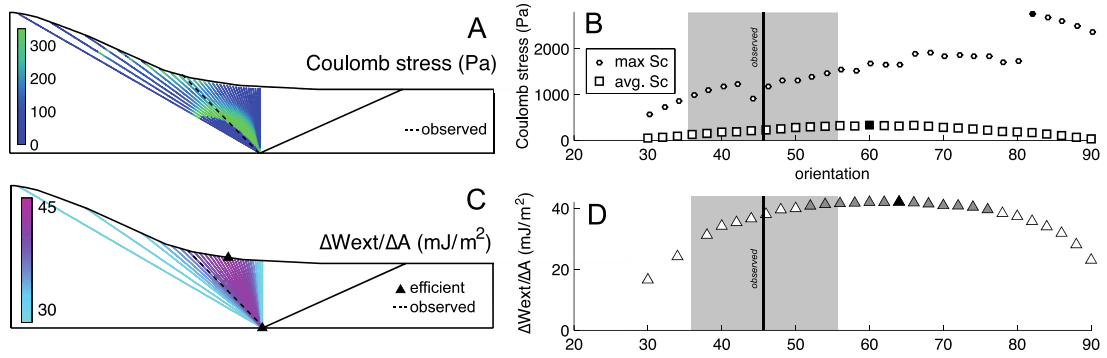 A
300
200
100
0
Coulomb stress (Pa)
observed
B
Coulomb stress (Pa)
2000
1000
0
max Sc
avg. Sc
observed
20 30 40 50 60 70 80 90
orientation
C
45
30
ΔWext/ΔA (mJ/m²)
efficient
observed
D
ΔWext/ΔA (mJ/m²)
40
20
0
observed
20 30 40 50 60 70 80 90